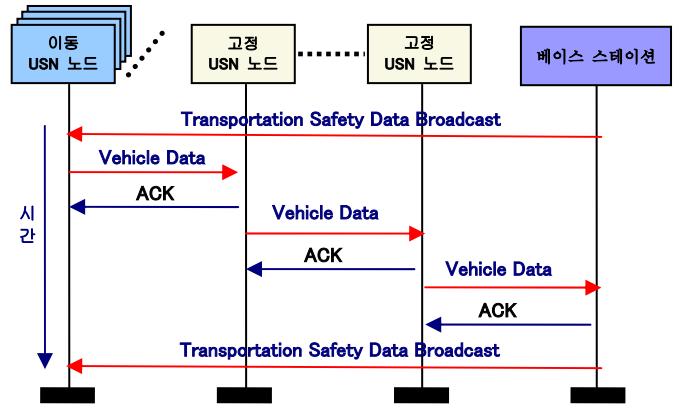 이동
USN 노드
고정
USN 노드
고정
USN 노드
베이스 스테이션
Transportation Safety Data Broadcast
Vehicle Data
ACK
시
간
Vehicle Data
ACK
Vehicle Data
ACK
Transportation Safety Data Broadcast